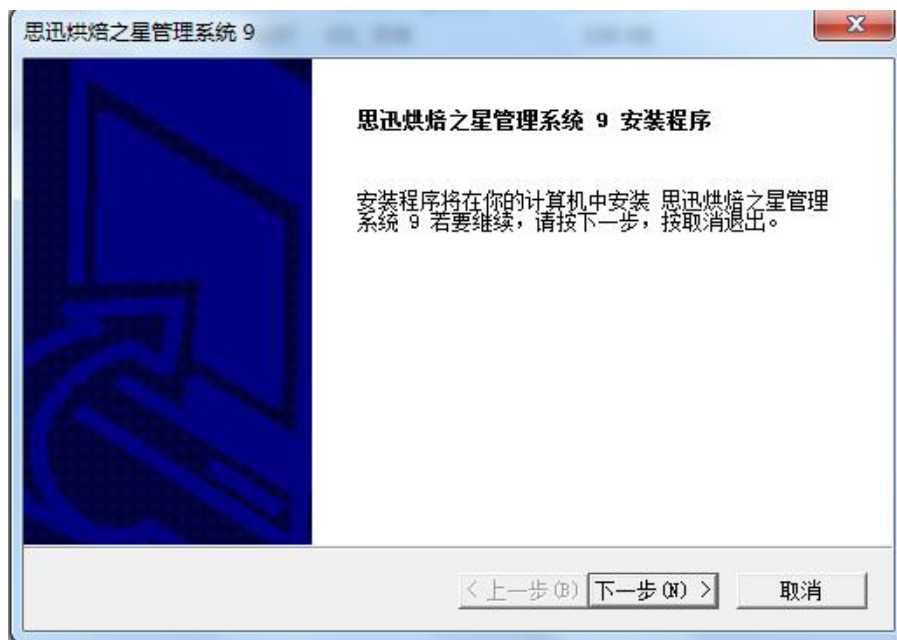 思迅烘焙之星管理系统 9
思迅烘焙之星管理系统 9 安装程序
安装程序将在你的计算机中安装 思迅烘焙之星管理
系统 9 若要继续，请按下一步，按取消退出。
< 上一步(B) 下一步(N) > 取消